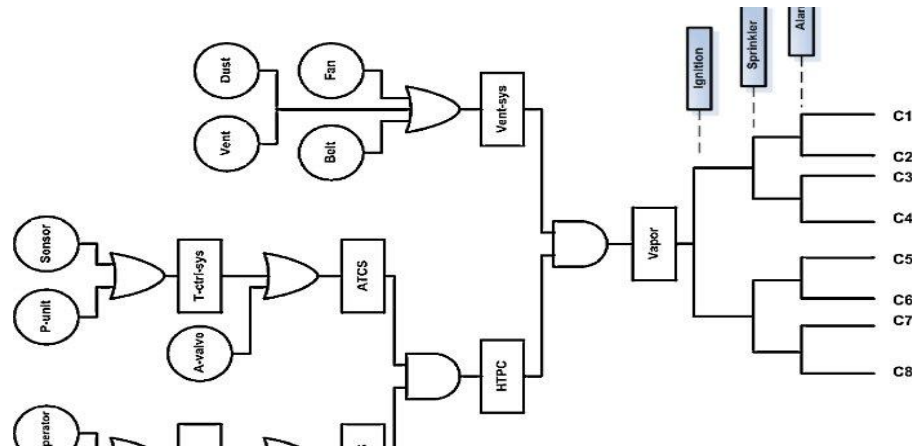 Ignition
Sprinkler
Dust
Fan
Vent
Belt
Vent-sys
C1
C2
C3
C4
C5
C6
C7
C8
Sensor
P-unit
T-ctrl-sys
A-valve
ATCS
Vapor
HTPC